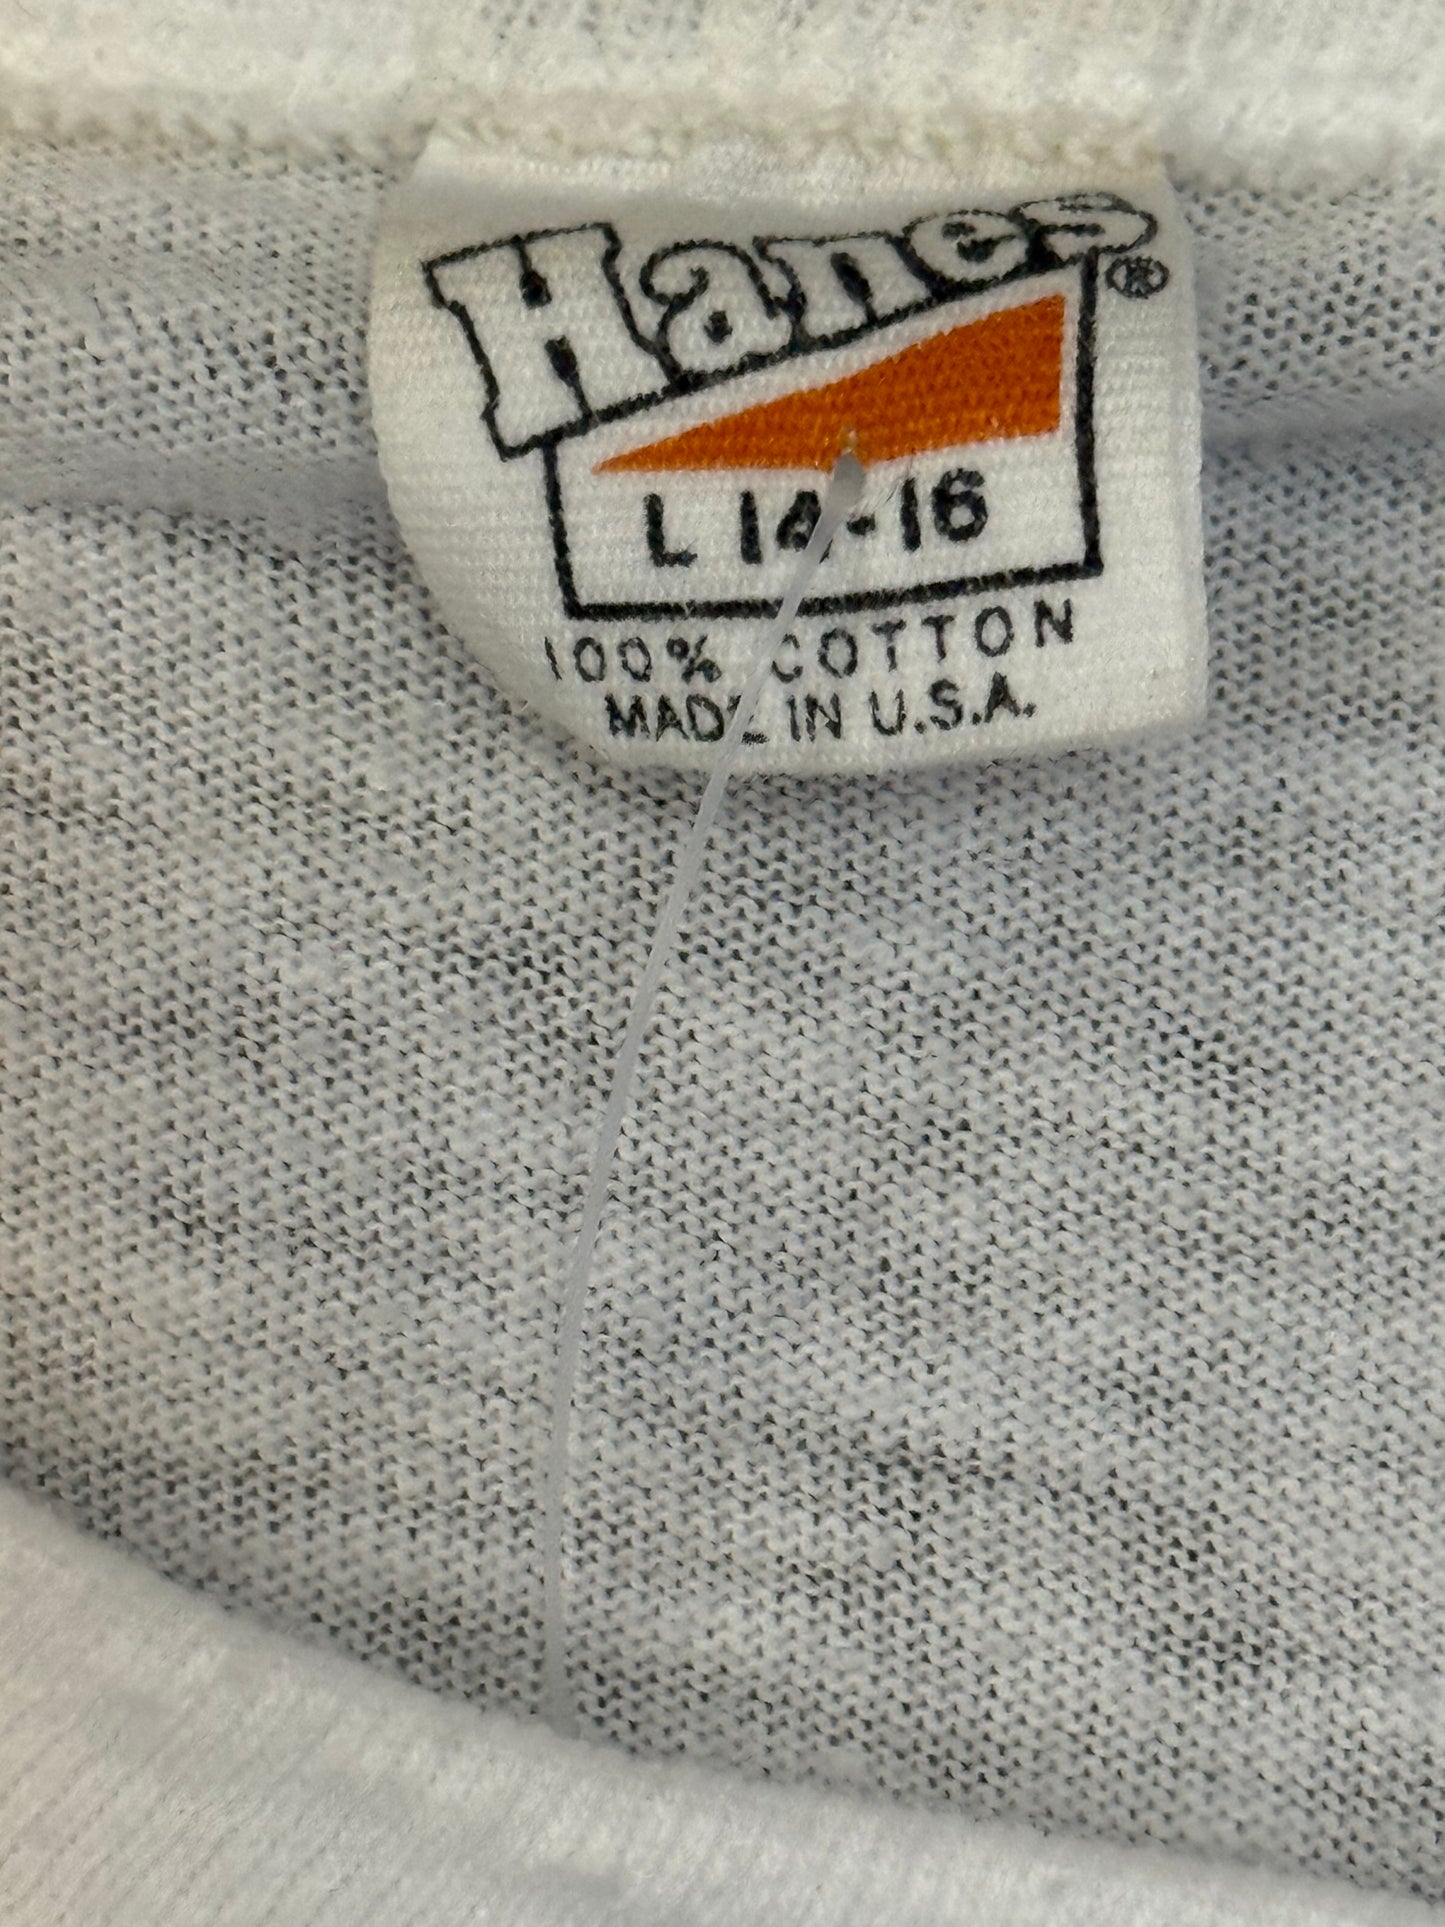 Hanes®
L 14-16
100% COTTON
MADE IN U.S.A.